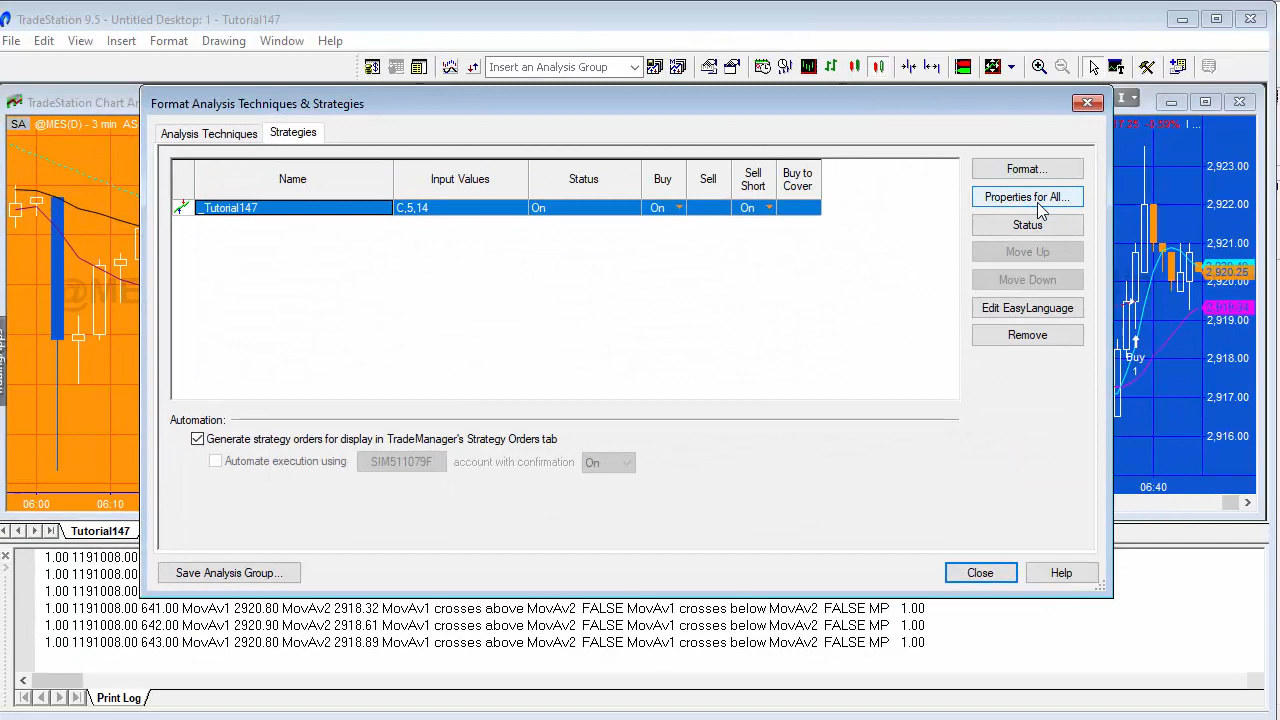 TradeStation 9.5 - Untitled Desktop: 1 - Tutorial147
File Edit View Insert Format Drawing Window Help
Insert an Analysis Group
TradeStation Chart An
Format Analysis Techniques & Strategies
SA @MES(D) - 3 min AS
Analysis Techniques Strategies
Name Input Values Status Buy Sell Sell Short Buy to Cover
_Tutorial147 C,5,14 On On On
Format...
Properties for All...
Status
Move Up
Move Down
Edit EasyLanguage
Remove
2,923.00
2,922.00
2,921.00
2,920.25
2,920.00
2,919.00
2,918.00
2,917.00
2,916.00
Buy
1
@ME
Automation:
Generate strategy orders for display in TradeManager's Strategy Orders tab
Automate execution using SIM511079F account with confirmation On
06:00 06:10
06:40
Tutorial147
Save Analysis Group... Close Help
1.00 1191008.00
1.00 1191008.00
1.00 1191008.00
1.00 1191008.00 641.00 MovAv1 2920.80 MovAv2 2918.32 MovAv1 crosses above MovAv2 FALSE MovAv1 crosses below MovAv2 FALSE MP 1.00
1.00 1191008.00 642.00 MovAv1 2920.90 MovAv2 2918.61 MovAv1 crosses above MovAv2 FALSE MovAv1 crosses below MovAv2 FALSE MP 1.00
1.00 1191008.00 643.00 MovAv1 2920.80 MovAv2 2918.89 MovAv1 crosses above MovAv2 FALSE MovAv1 crosses below MovAv2 FALSE MP 1.00
Print Log